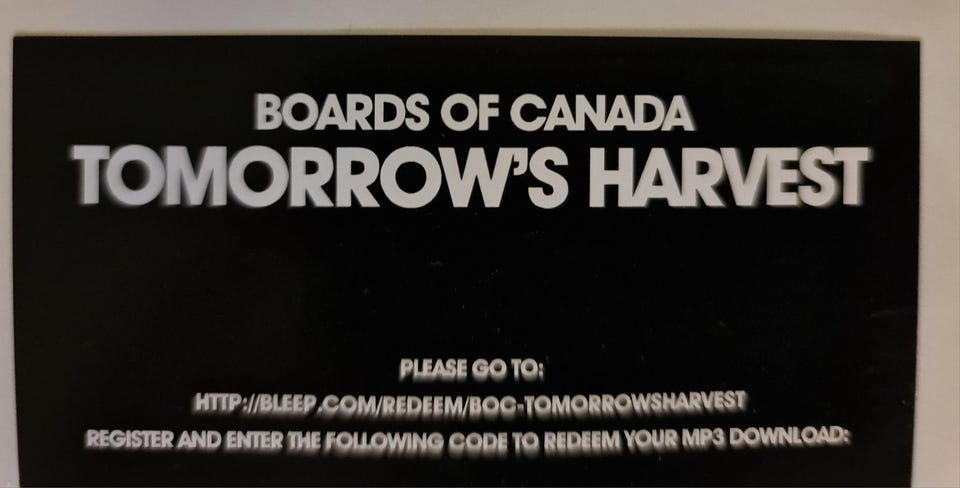 BOARDS OF CANADA
TOMORROW'S HARVEST
PLEASE GO TO:
HTTP://BLEEP.COM/REDEEM/BOC-TOMORROWSHARVEST
REGISTER AND ENTER THE FOLLOWING CODE TO REDEEM YOUR MP3 DOWNLOAD: